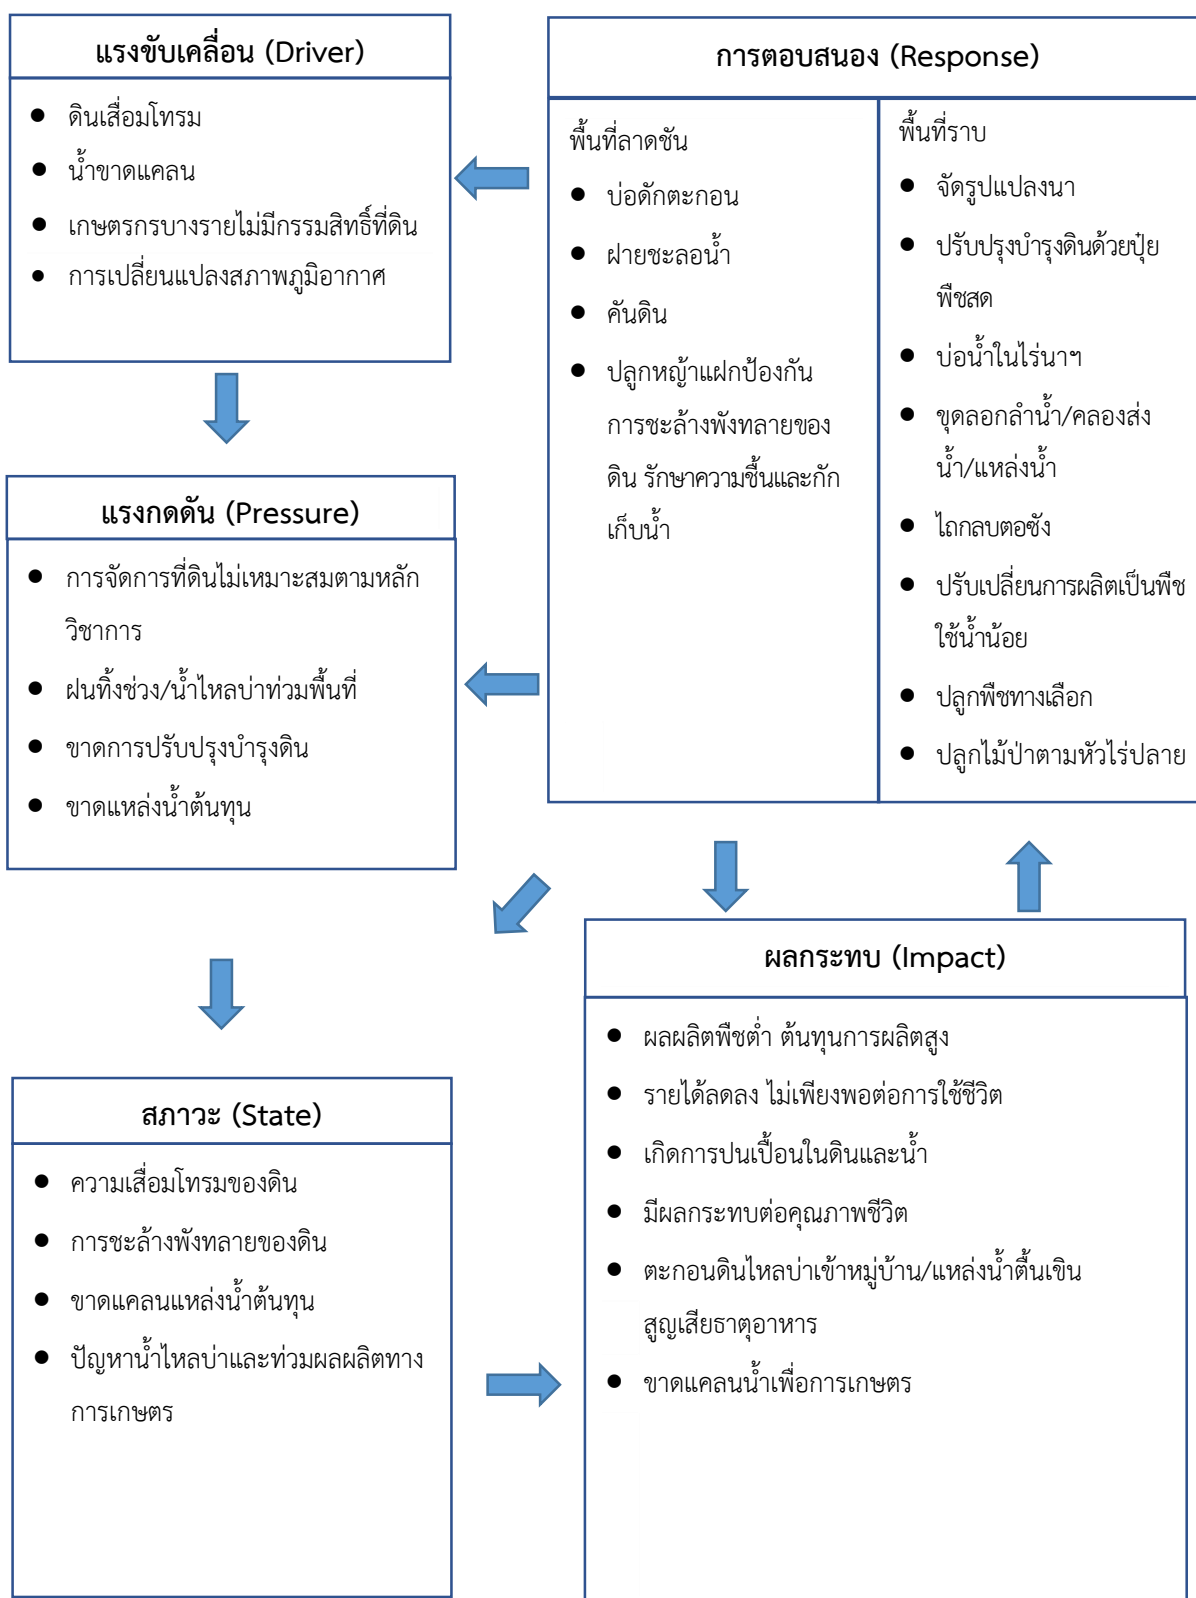 แรงขับเคลื่อน (Driver)
ดินเสื่อมโทรม
น้ำขาดแคลน
เกษตรกรบางรายไม่มีกรรมสิทธิ์ที่ดิน
การเปลี่ยนแปลงสภาพภูมิอากาศ
การตอบสนอง (Response)
พื้นที่ลาดชัน
บ่อดักตะกอน
ฝายชะลอน้ำ
คันดิน
ปลูกหญ้าแฝกป้องกัน
การชะล้างพังทลายของ
ดิน รักษาความชื้นและกัก
เก็บน้ำ
พื้นที่ราบ
จัดรูปแปลงนา
ปรับปรุงบำรุงดินด้วยปุ๋ย
พืชสด
บ่อน้ำในไร่นาฯ
ขุดลอกลำน้ำ/คลองส่ง
น้ำ/แหล่งน้ำ
ไถกลบตอซัง
ปรับเปลี่ยนการผลิตเป็นพืช
ใช้น้ำน้อย
ปลูกพืชทางเลือก
ปลูกไม้ป่าตามหัวไร่ปลาย
แรงกดดัน (Pressure)
การจัดการที่ดินไม่เหมาะสมตามหลัก
วิชาการ
ฝนทิ้งช่วง/น้ำไหลบ่าท่วมพื้นที่
ขาดการปรับปรุงบำรุงดิน
ขาดแหล่งน้ำต้นทุน
สภาวะ (State)
ความเสื่อมโทรมของดิน
การชะล้างพังทลายของดิน
ขาดแคลนแหล่งน้ำต้นทุน
ปัญหาน้ำไหลบ่าและท่วมผลผลิตทาง
การเกษตร
ผลกระทบ (Impact)
ผลผลิตพืชต่ำ ต้นทุนการผลิตสูง
รายได้ลดลง ไม่เพียงพอต่อการใช้ชีวิต
เกิดการปนเปื้อนในดินและน้ำ
มีผลกระทบต่อคุณภาพชีวิต
ตะกอนดินไหลบ่าเข้าหมู่บ้าน/แหล่งน้ำตื้นเขิน
สูญเสียธาตุอาหาร
ขาดแคลนน้ำเพื่อการเกษตร